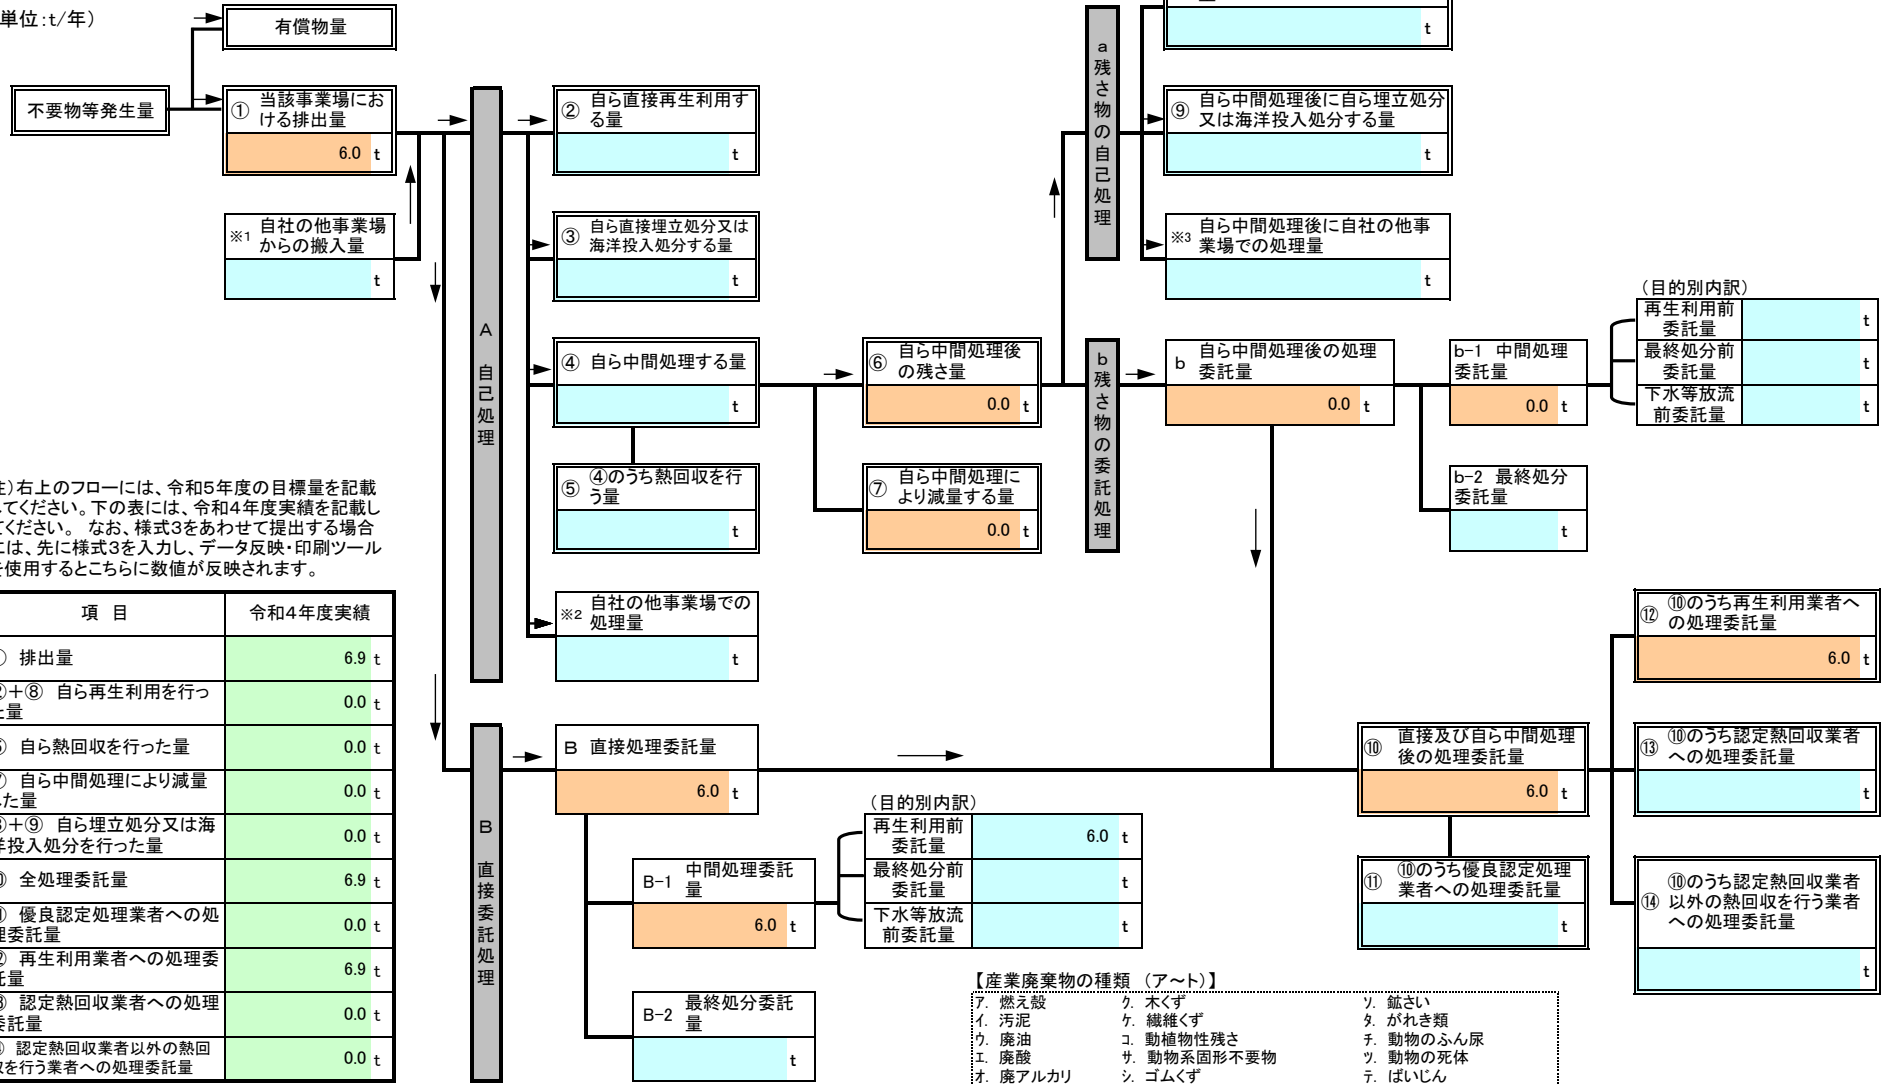 単位:t/年）
有償物量
不要物等発生量
① 当該事業場にお
ける排出量
6.0 t
※1 自社の他事業場
からの搬入量
t
A 自己処理
② 自ら直接再生利用す
る量
t
③ 自ら直接埋立処分又は
海洋投入処分する量
t
④ 自ら中間処理する量
t
⑤ ④のうち熱回収を行
う量
t
※2 自社の他事業場での
処理量
t
⑥ 自ら中間処理後
の残さ量
0.0 t
⑦ 自ら中間処理に
より減量する量
0.0 t
a 残さ物の自己処理
t
⑨ 自ら中間処理後に自ら埋立処分
又は海洋投入処分する量
t
※3 自ら中間処理後に自社の他事
業場での処理量
t
b 残さ物の委託処理
b 自ら中間処理後の処理
委託量
0.0 t
b-1 中間処理
委託量
0.0 t
b-2 最終処分
委託量
t
（目的別内訳）
再生利用前
委託量
t
最終処分前
委託量
t
下水等放流
前委託量
t
）右上のフローには、令和5年度の目標量を記載
てください。下の表には、令和4年度実績を記載し
ください。 なお、様式3をあわせて提出する場合
は、先に様式3を入力し、データ反映・印刷ツール
使用するとこちらに数値が反映されます。
項 目 令和4年度実績
排出量 6.9 t
＋⑧ 自ら再生利用を行っ
量 0.0 t
自ら熱回収を行った量 0.0 t
自ら中間処理により減量
た量 0.0 t
＋⑨ 自ら埋立処分又は海
投入処分を行った量 0.0 t
全処理委託量 6.9 t
優良認定処理業者への処
委託量 0.0 t
再生利用業者への処理委
量 6.9 t
認定熱回収業者への処理
託量 0.0 t
認定熱回収業者以外の熱回
を行う業者への処理委託量 0.0 t
B 直接委託処理
B 直接処理委託量
6.0 t
B-1 中間処理委託
量
6.0 t
B-2 最終処分委託
量
t
（目的別内訳）
再生利用前
委託量
6.0 t
最終処分前
委託量
t
下水等放流
前委託量
t
⑩ 直接及び自ら中間処理
後の処理委託量
6.0 t
⑪ ⑩のうち優良認定処理
業者への処理委託量
t
⑫ ⑩のうち再生利用業者へ
の処理委託量
6.0 t
⑬ ⑩のうち認定熱回収業者
への処理委託量
t
⑭ ⑩のうち認定熱回収業者
以外の熱回収を行う業者
への処理委託量
t
【産業廃棄物の種類 （ア～ト）】
ア. 燃え殻 ク. 木くず ソ. 鉱さい
イ. 汚泥 ケ. 繊維くず タ. がれき類
ウ. 廃油 コ. 動植物性残さ チ. 動物のふん尿
エ. 廃酸 サ. 動物系固形不要物 ツ. 動物の死体
オ. 廃アルカリ シ. ゴムくず テ. ばいじん